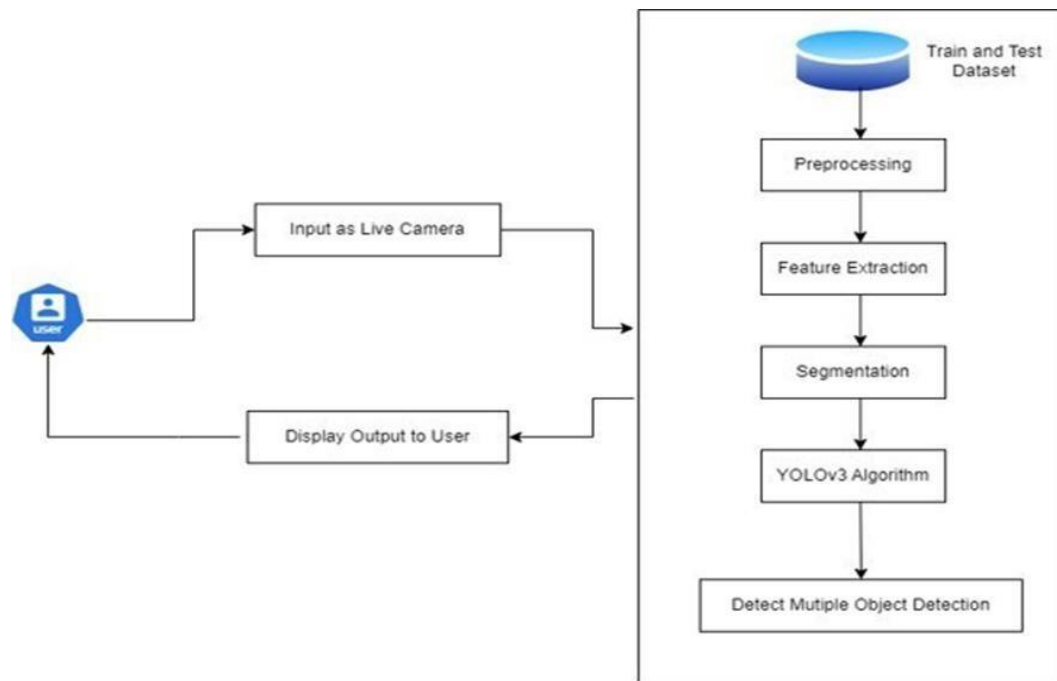 Train and Test
Dataset
Preprocessing
Input as Live Camera
Feature Extraction
user
Segmentation
Display Output to User
YOLOv3 Algorithm
Detect Mutiple Object Detection